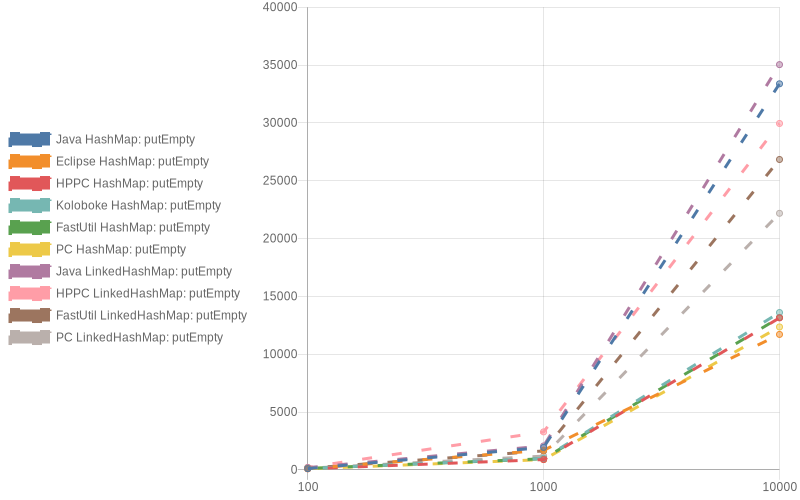 Java HashMap: putEmpty
Eclipse HashMap: putEmpty
HPPC HashMap: putEmpty
Koloboke HashMap: putEmpty
FastUtil HashMap: putEmpty
PC HashMap: putEmpty
Java LinkedHashMap: putEmpty
HPPC LinkedHashMap: putEmpty
FastUtil LinkedHashMap: putEmpty
PC LinkedHashMap: putEmpty
40000
35000
30000
25000
20000
15000
10000
5000
0
100 1000 10000